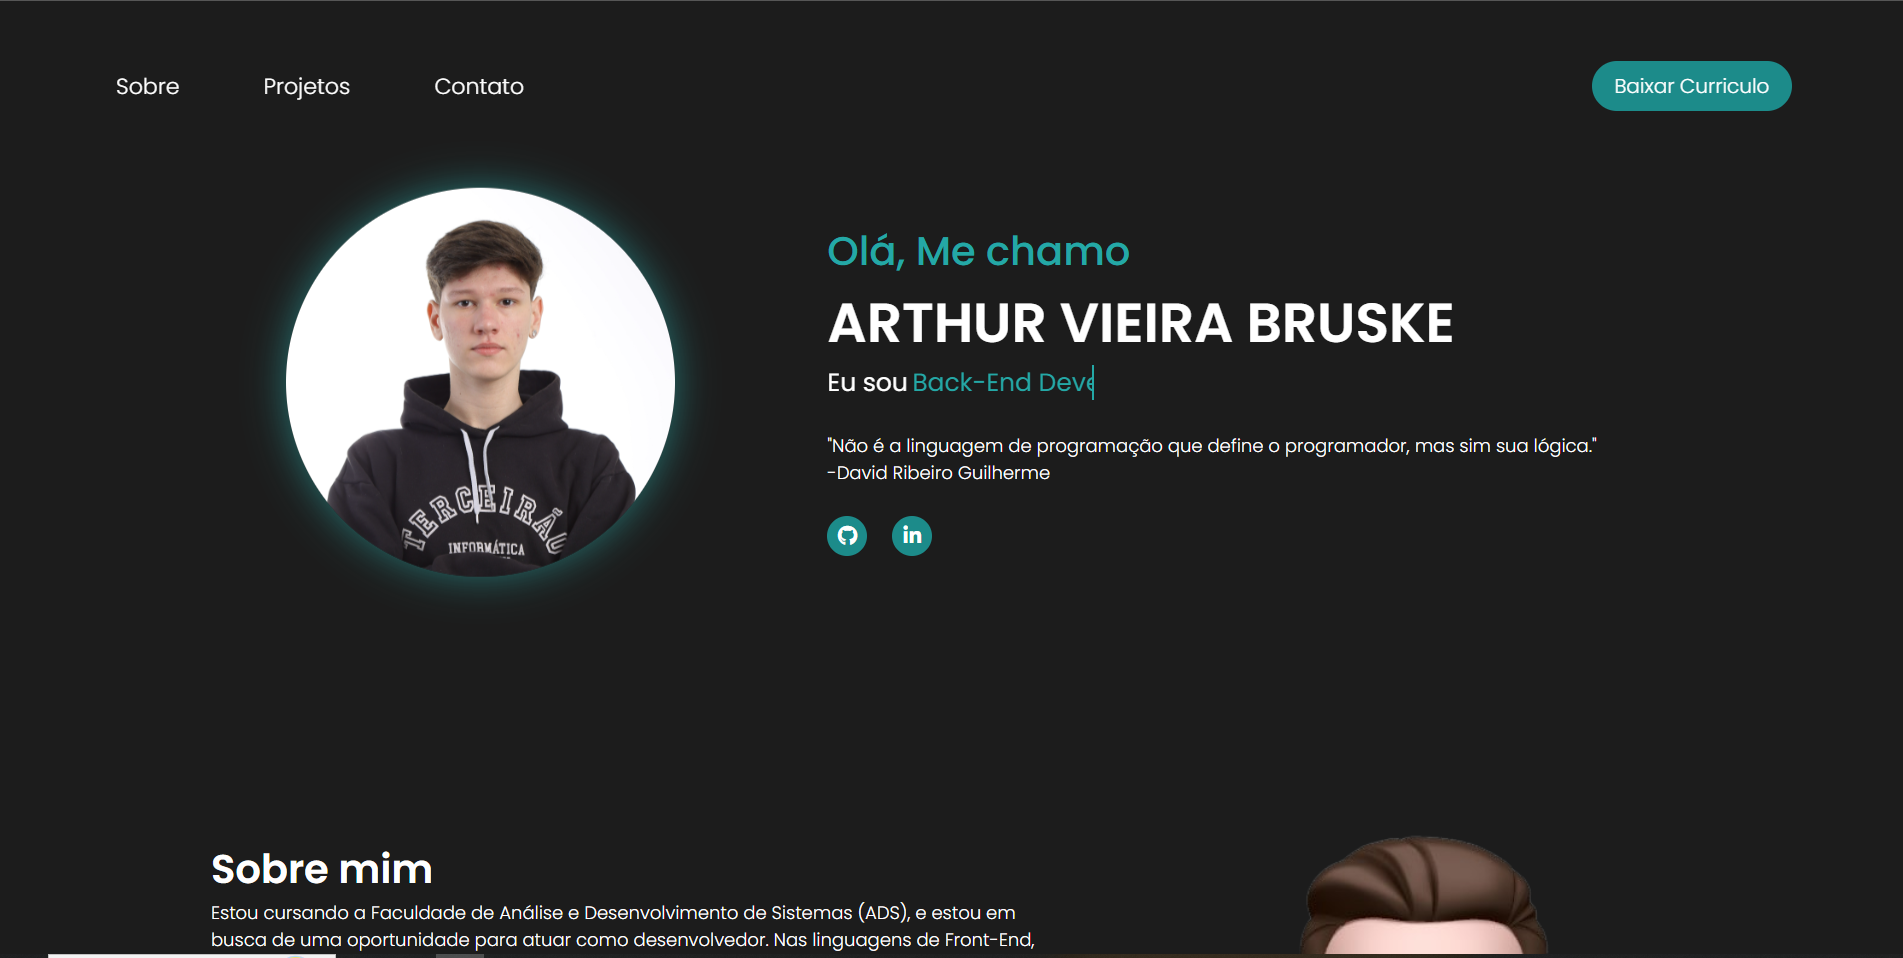 Sobre
Projetos
Contato
Baixar Curriculo
Olá, Me chamo
ARTHUR VIEIRA BRUSKE
Eu sou Back-End Deve
"Não é a linguagem de programação que define o programador, mas sim sua lógica."
-David Ribeiro Guilherme
in
TERCEIRÃO
INFORMÁTICA
Sobre mim
Estou cursando a Faculdade de Análise e Desenvolvimento de Sistemas (ADS), e estou em
busca de uma oportunidade para atuar como desenvolvedor. Nas linguagens de Front-End,